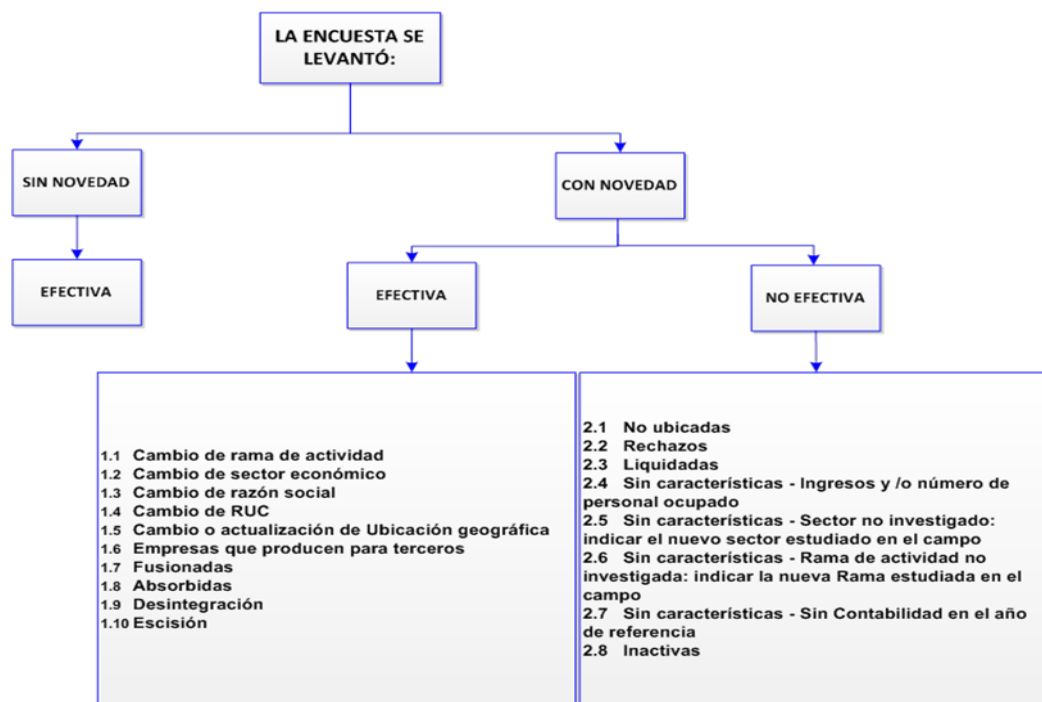 LA ENCUESTA SE
LEVANTÓ:
SIN NOVEDAD
CON NOVEDAD
EFECTIVA
EFECTIVA
NO EFECTIVA
1.1 Cambio de rama de actividad
1.2 Cambio de sector económico
1.3 Cambio de razón social
1.4 Cambio de RUC
1.5 Cambio o actualización de Ubicación geográfica
1.6 Empresas que producen para terceros
1.7 Fusionadas
1.8 Absorbidas
1.9 Desintegración
1.10 Escisión
2.1 No ubicadas
2.2 Rechazos
2.3 Liquidadas
2.4 Sin características - Ingresos y /o número de
personal ocupado
2.5 Sin características - Sector no investigado:
indicar el nuevo sector estudiado en el campo
2.6 Sin características - Rama de actividad no
investigada: indicar la nueva Rama estudiada en el
campo
2.7 Sin características - Sin Contabilidad en el año
de referencia
2.8 Inactivas